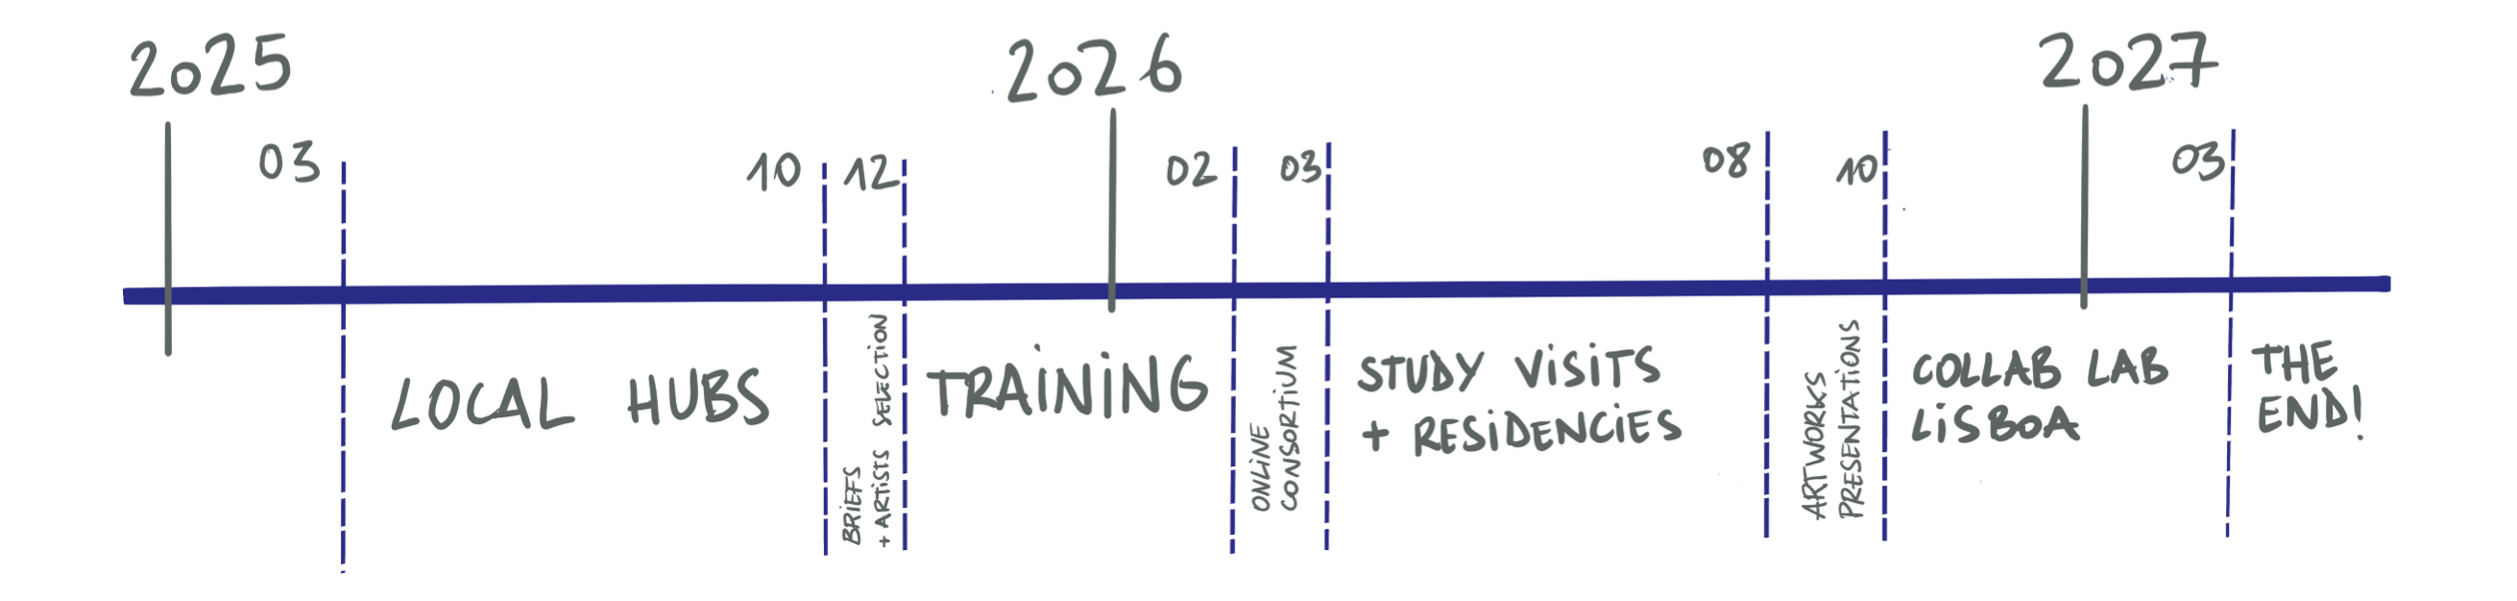 2025
2026
2027
03
10
12
02
03
08
10
03
LOCAL HUBS
BRIEFS
+ ARTISTS SELECTION
TRAINING
ONLINE
CONSORTIUM
STUDY VISITS
+ RESIDENCIES
ARTWORKS
PRESENTATIONS
COLLAB LAB
LISBOA
THE
END!